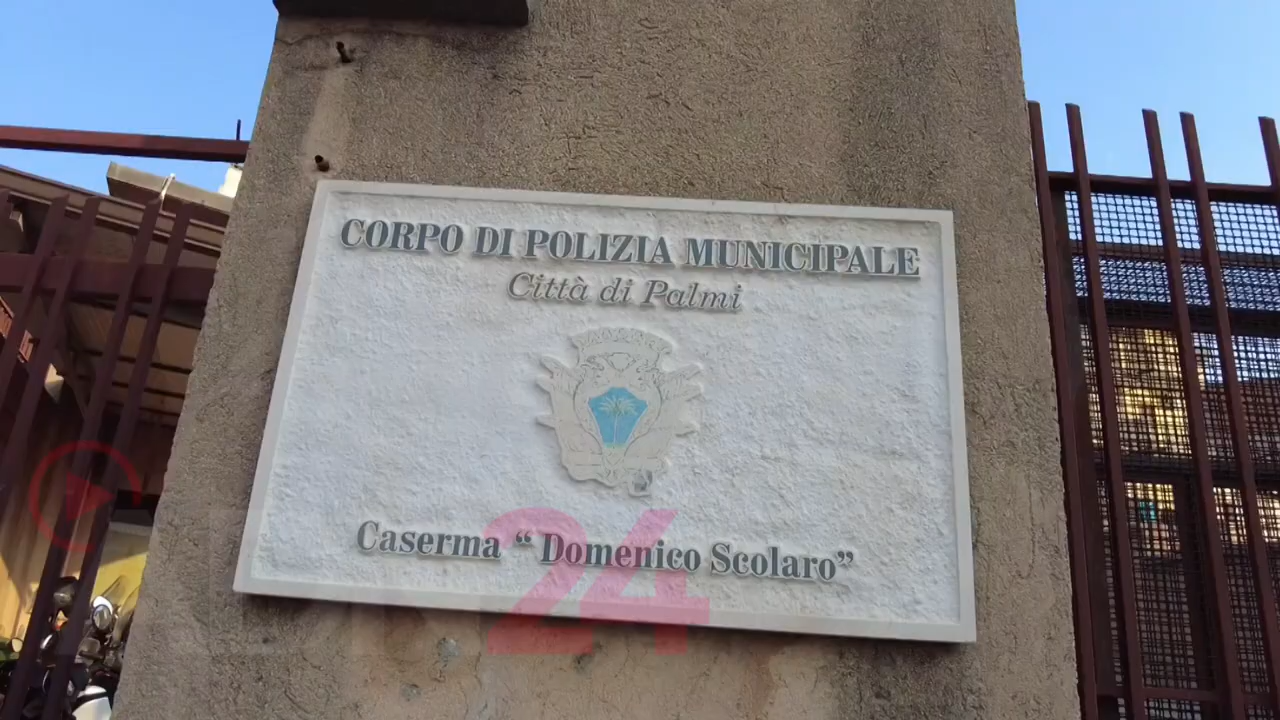 CORPO DI POLIZIA MUNICIPALE
Città di Palmi
Caserma “Domenico Scolaro”
24